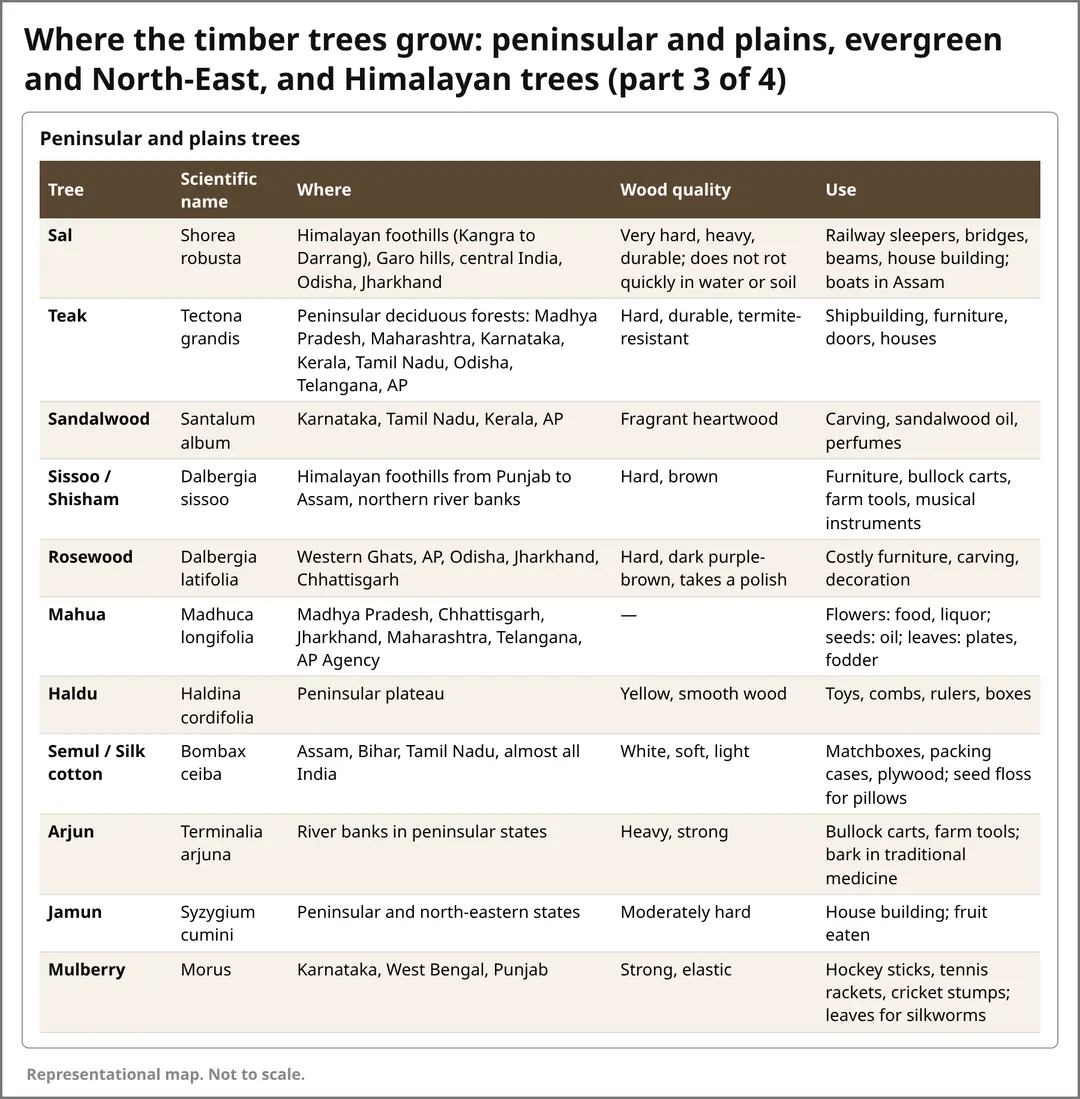 Where the timber trees grow: peninsular and plains, evergreen
and North-East, and Himalayan trees (part 3 of 4)
Peninsular and plains trees
Tree
Scientific
name
Where
Wood quality
Use
Sal
Shorea
robusta
Himalayan foothills (Kangra to
Darrang), Garo hills, central India,
Odisha, Jharkhand
Very hard, heavy,
durable; does not rot
quickly in water or soil
Railway sleepers, bridges,
beams, house building;
boats in Assam
Teak
Tectona
grandis
Peninsular deciduous forests: Madhya
Pradesh, Maharashtra, Karnataka,
Kerala, Tamil Nadu, Odisha,
Telangana, AP
Hard, durable, termite-
resistant
Shipbuilding, furniture,
doors, houses
Sandalwood
Santalum
album
Karnataka, Tamil Nadu, Kerala, AP
Fragrant heartwood
Carving, sandalwood oil,
perfumes
Sissoo /
Shisham
Dalbergia
sissoo
Himalayan foothills from Punjab to
Assam, northern river banks
Hard, brown
Furniture, bullock carts,
farm tools, musical
instruments
Rosewood
Dalbergia
latifolia
Western Ghats, AP, Odisha, Jharkhand,
Chhattisgarh
Hard, dark purple-
brown, takes a polish
Costly furniture, carving,
decoration
Mahua
Madhuca
longifolia
Madhya Pradesh, Chhattisgarh,
Jharkhand, Maharashtra, Telangana,
AP Agency
—
Flowers: food, liquor;
seeds: oil; leaves: plates,
fodder
Haldu
Haldina
cordifolia
Peninsular plateau
Yellow, smooth wood
Toys, combs, rulers, boxes
Semul / Silk
cotton
Bombax
ceiba
Assam, Bihar, Tamil Nadu, almost all
India
White, soft, light
Matchboxes, packing
cases, plywood; seed floss
for pillows
Arjun
Terminalia
arjuna
River banks in peninsular states
Heavy, strong
Bullock carts, farm tools;
bark in traditional
medicine
Jamun
Syzygium
cumini
Peninsular and north-eastern states
Moderately hard
House building; fruit
eaten
Mulberry
Morus
Karnataka, West Bengal, Punjab
Strong, elastic
Hockey sticks, tennis
rackets, cricket stumps;
leaves for silkworms
Representational map. Not to scale.